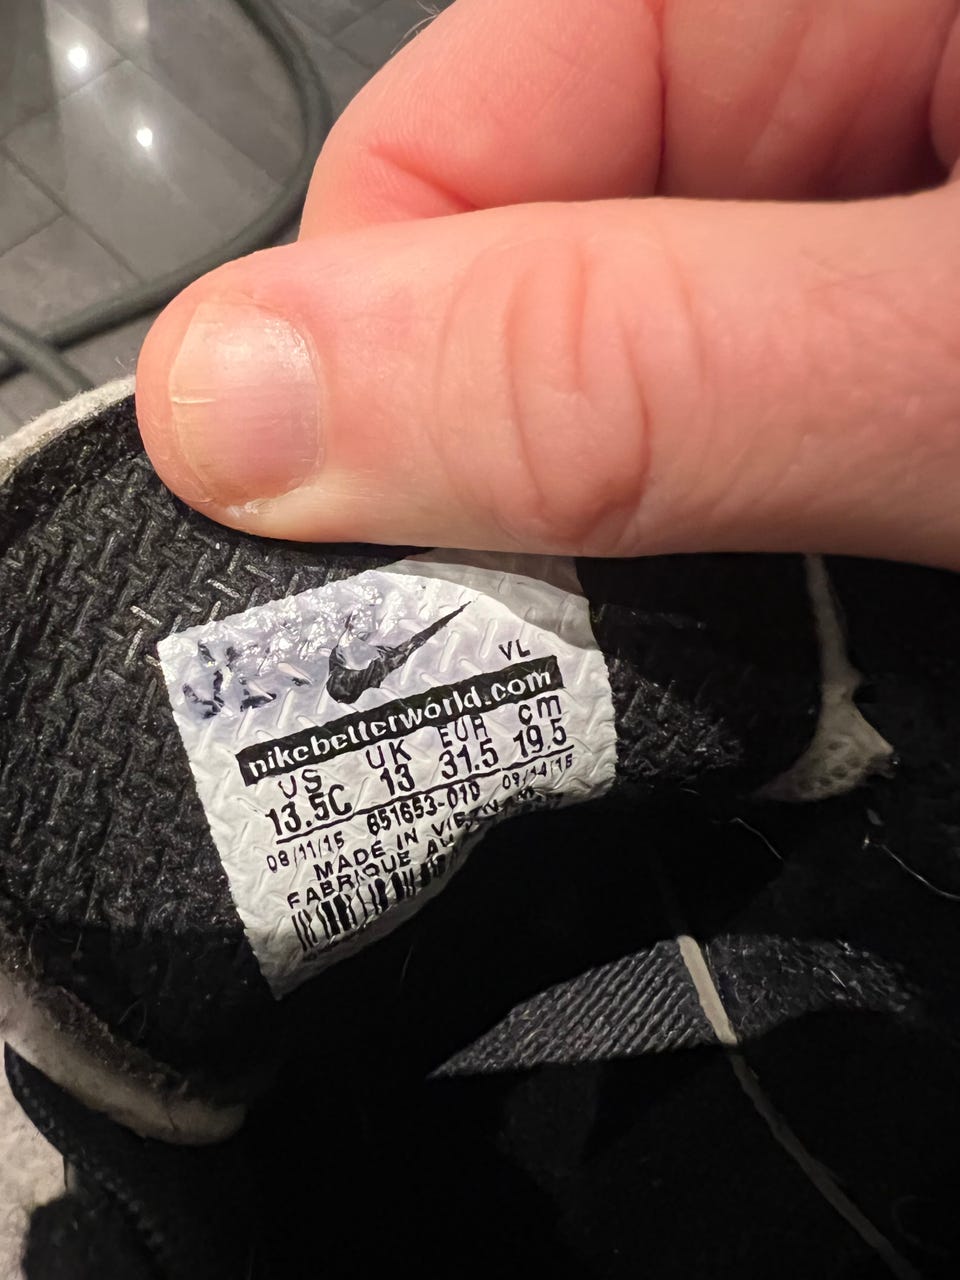 VL
nikebetterworld.com
US UK EUR cm
13.5C 13 31.5 19.5
08/11/15 651653-010 09/14/15
MADE IN VIETNAM
FABRIQUE AU